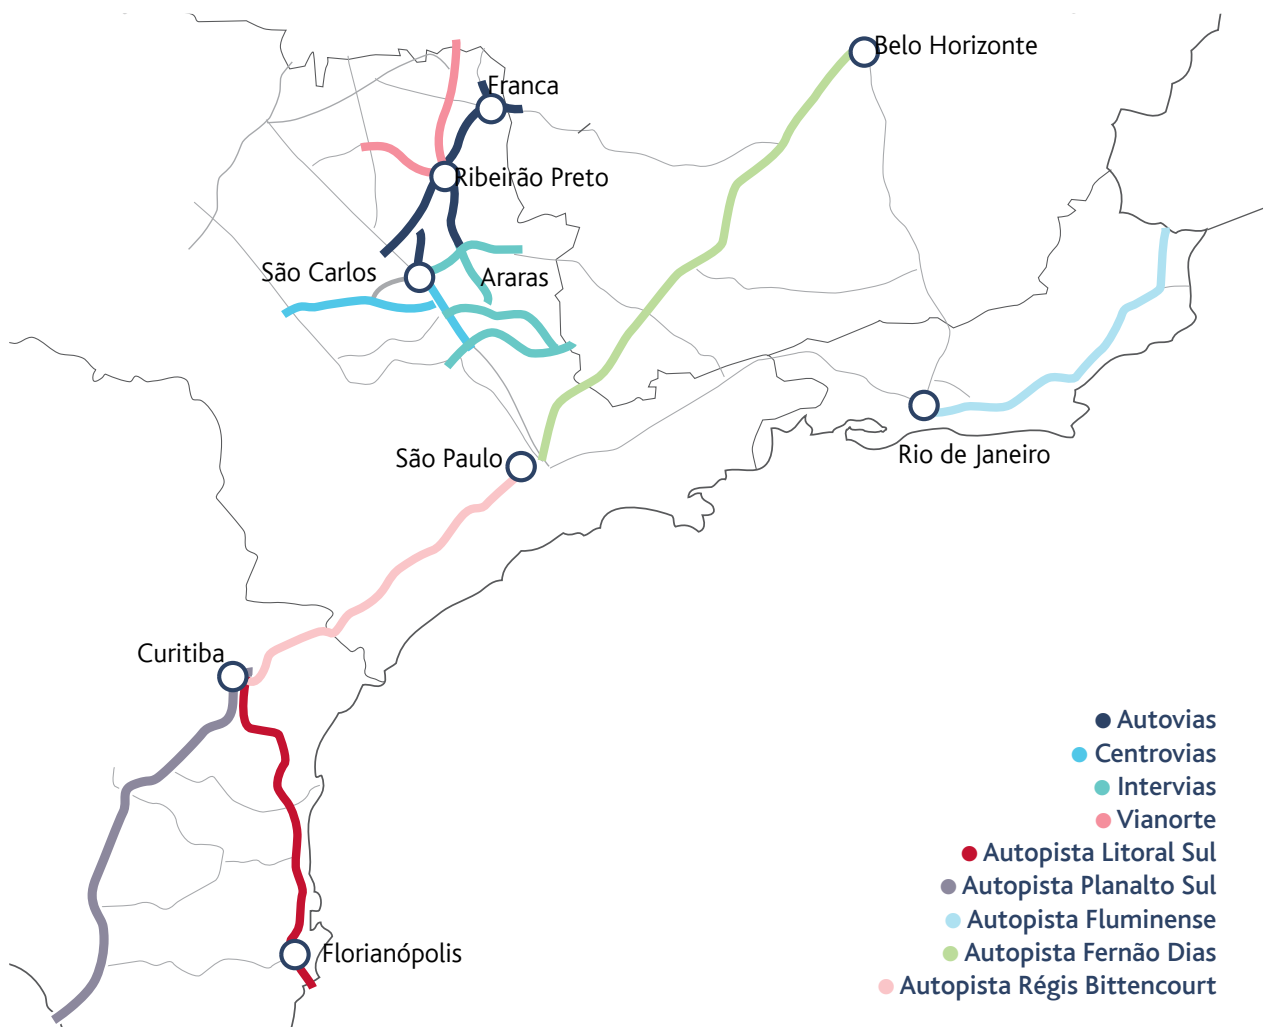 Belo Horizonte
Franca
Ribeirão Preto
São Carlos
Araras
São Paulo
Rio de Janeiro
Curitiba
Florianópolis
Autovias
Centrovias
Intervias
Vianorte
Autopista Litoral Sul
Autopista Planalto Sul
Autopista Fluminense
Autopista Fernão Dias
Autopista Régis Bittencourt